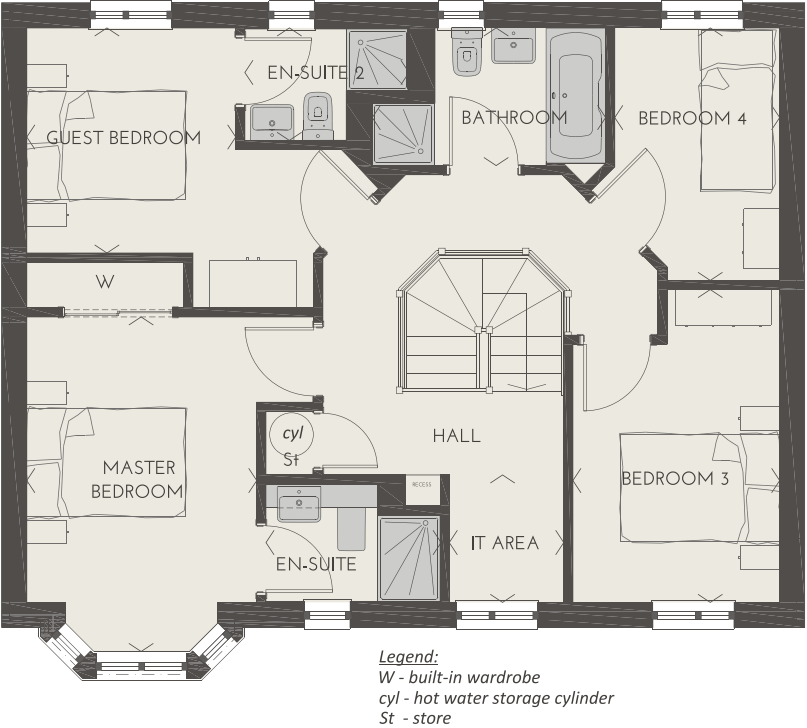 EN-SUITE 2
GUEST BEDROOM
BATHROOM
BEDROOM 4
W
cyl
St
HALL
MASTER
BEDROOM
RECESS
BEDROOM 3
IT AREA
EN-SUITE
Legend:
W - built-in wardrobe
cyl - hot water storage cylinder
St - store